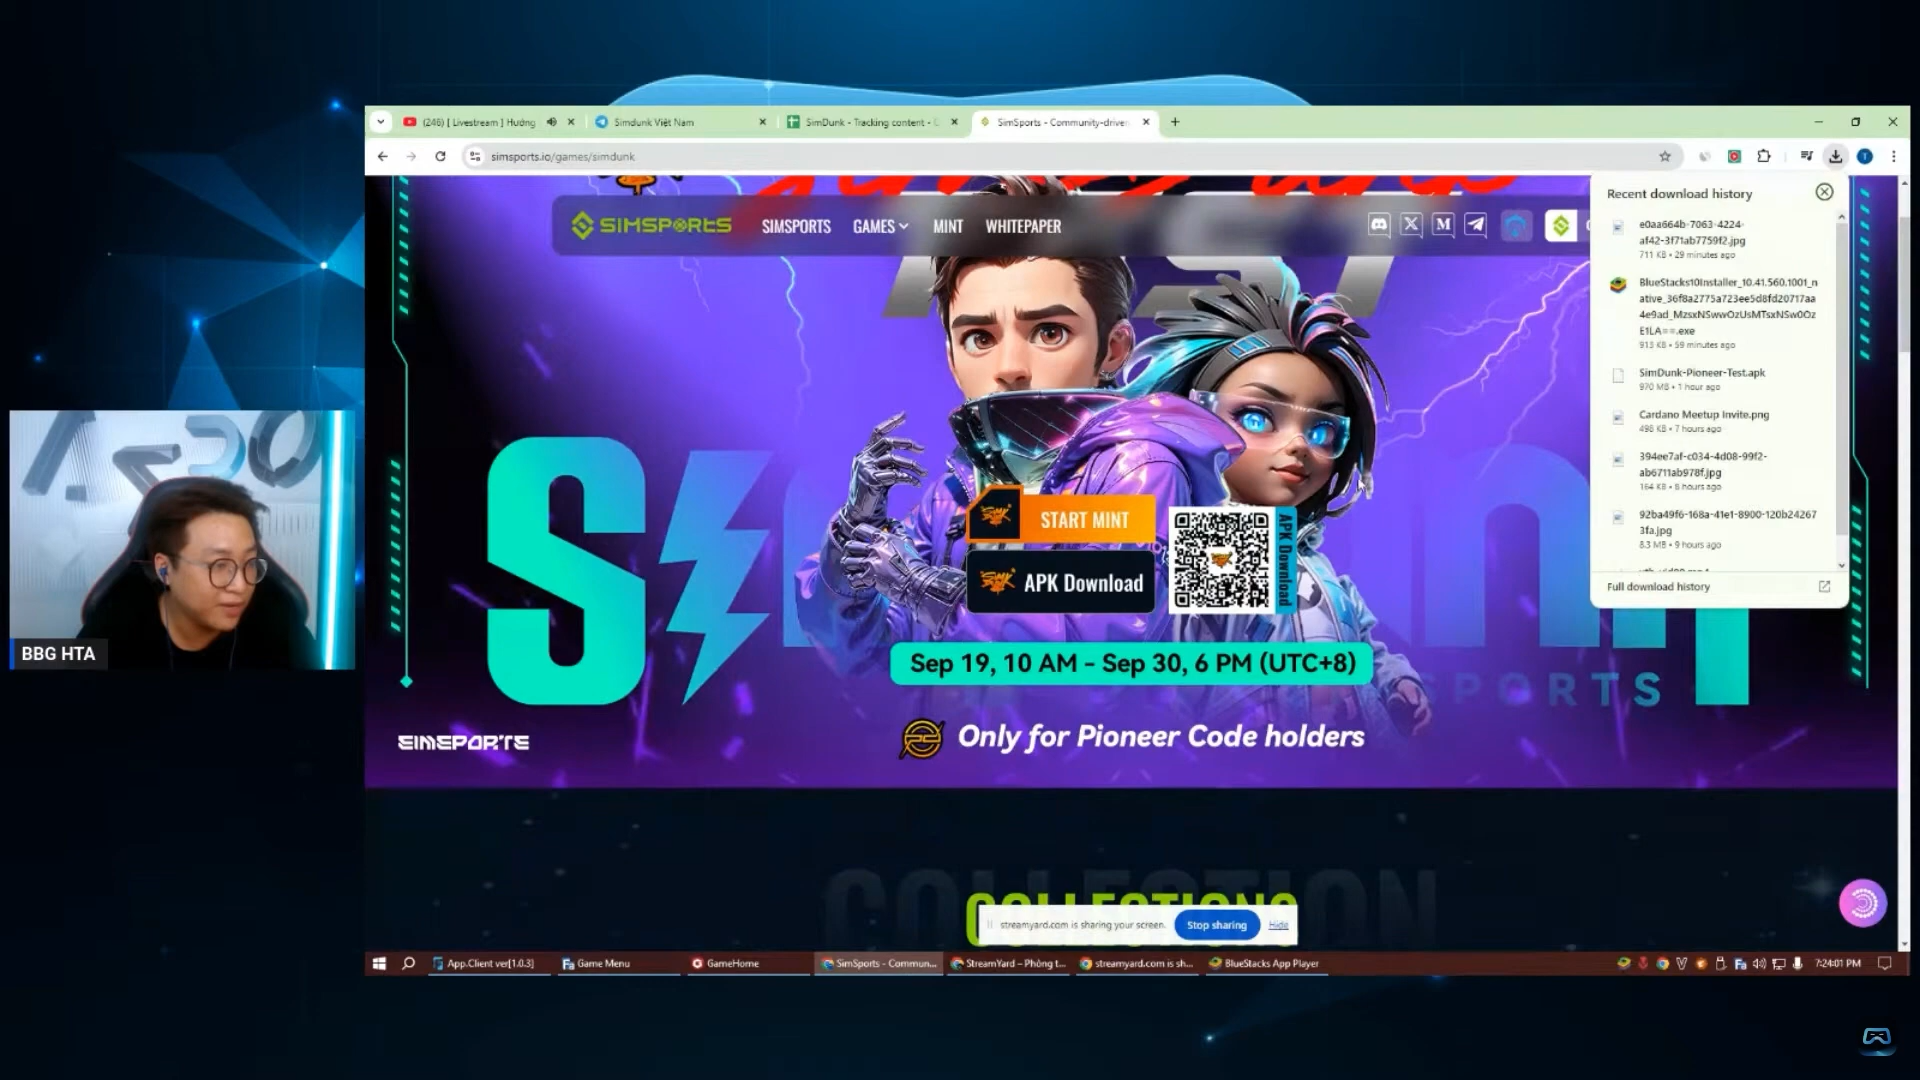 (246) [ Livestream ] Hướng
Simdunk Việt Nam
SimDunk - Tracking content -
SimSports - Community-driven
simsports.io/games/simdunk
SIMSPORTS
SIMSPORTS
GAMES
MINT
WHITEPAPER
Recent download history
e0aa664b-7063-4224-
af42-3f71ab7759f2.jpg
711 KB • 29 minutes ago
BlueStacks10Installer_10.41.560.1001_n
ative_36f8a2775a723ee5d8fd20717aa
4e9ad_MzsxNSwwOzUsMTsxNSw0Oz
E1LA==.exe
913 KB • 59 minutes ago
SimDunk-Pioneer-Test.apk
970 MB • 1 hour ago
Cardano Meetup Invite.png
498 KB • 7 hours ago
394ee7af-c034-4d08-99f2-
ab6711ab978f.jpg
164 KB • 8 hours ago
92ba49f6-168a-41e1-8900-120b24267
3fa.jpg
8.3 MB • 9 hours ago
Full download history
START MINT
APK Download
APK Download
Sep 19, 10 AM - Sep 30, 6 PM (UTC+8)
SPORTS
Only for Pioneer Code holders
BBG HTA
COLLECTIONS
streamyard.com is sharing your screen.
Stop sharing
Hide
App.Client ver[1.0.3]
Game Menu
GameHome
SimSports - Commun...
StreamYard – Phòng t...
streamyard.com is sh...
BlueStacks App Player
7:24:01 PM